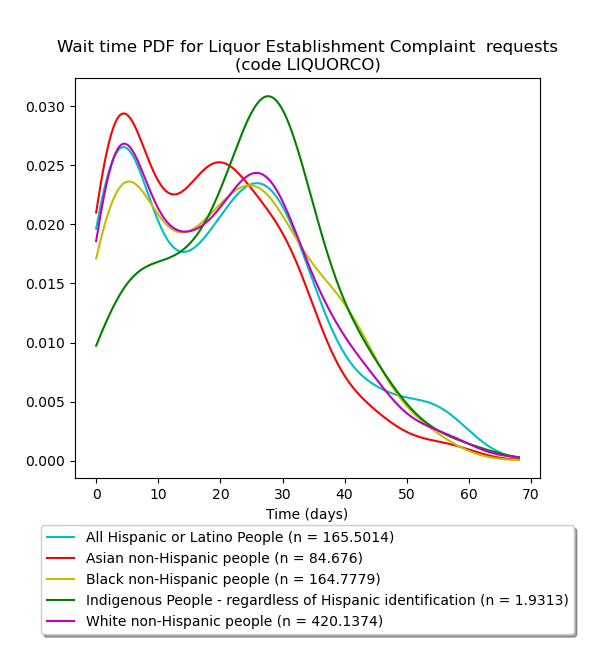 Wait time PDF for Liquor Establishment Complaint  requests
(code LIQUORCO)
0.030
0.025
0.020
0.015
0.010
0.005
0.000
0 10 20 30 40 50 60 70
Time (days)
All Hispanic or Latino People (n = 165.5014)
Asian non-Hispanic people (n = 84.676)
Black non-Hispanic people (n = 164.7779)
Indigenous People - regardless of Hispanic identification (n = 1.9313)
White non-Hispanic people (n = 420.1374)